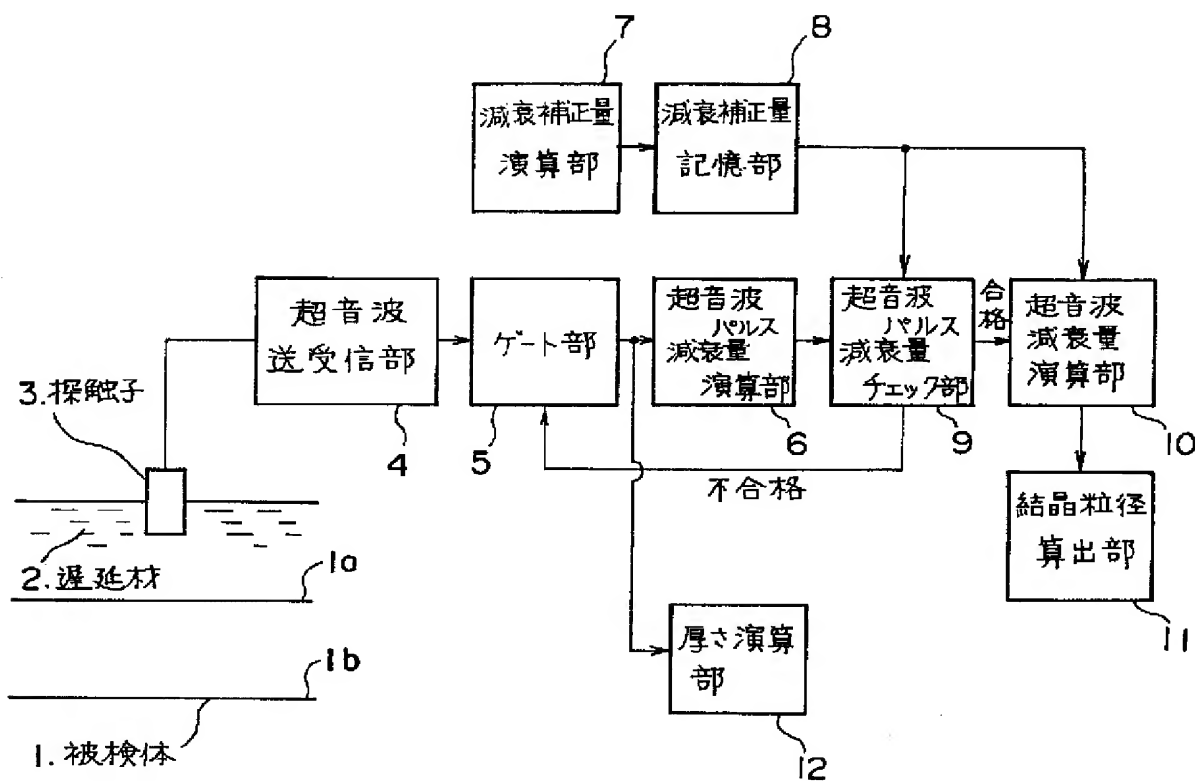 7
8
減衰補正量
演算部
減衰補正量
記憶部
超音波
送受信部
4
ゲート部
5
超音波
パルス
減衰量
演算部
6
超音波
パルス
減衰量
チェック部
9
合格
超音波
減衰量
演算部
10
不合格
3.探触子
2.遅延材
1a
1b
1.被検体
結晶粒径
算出部
11
厚さ演算
部
12